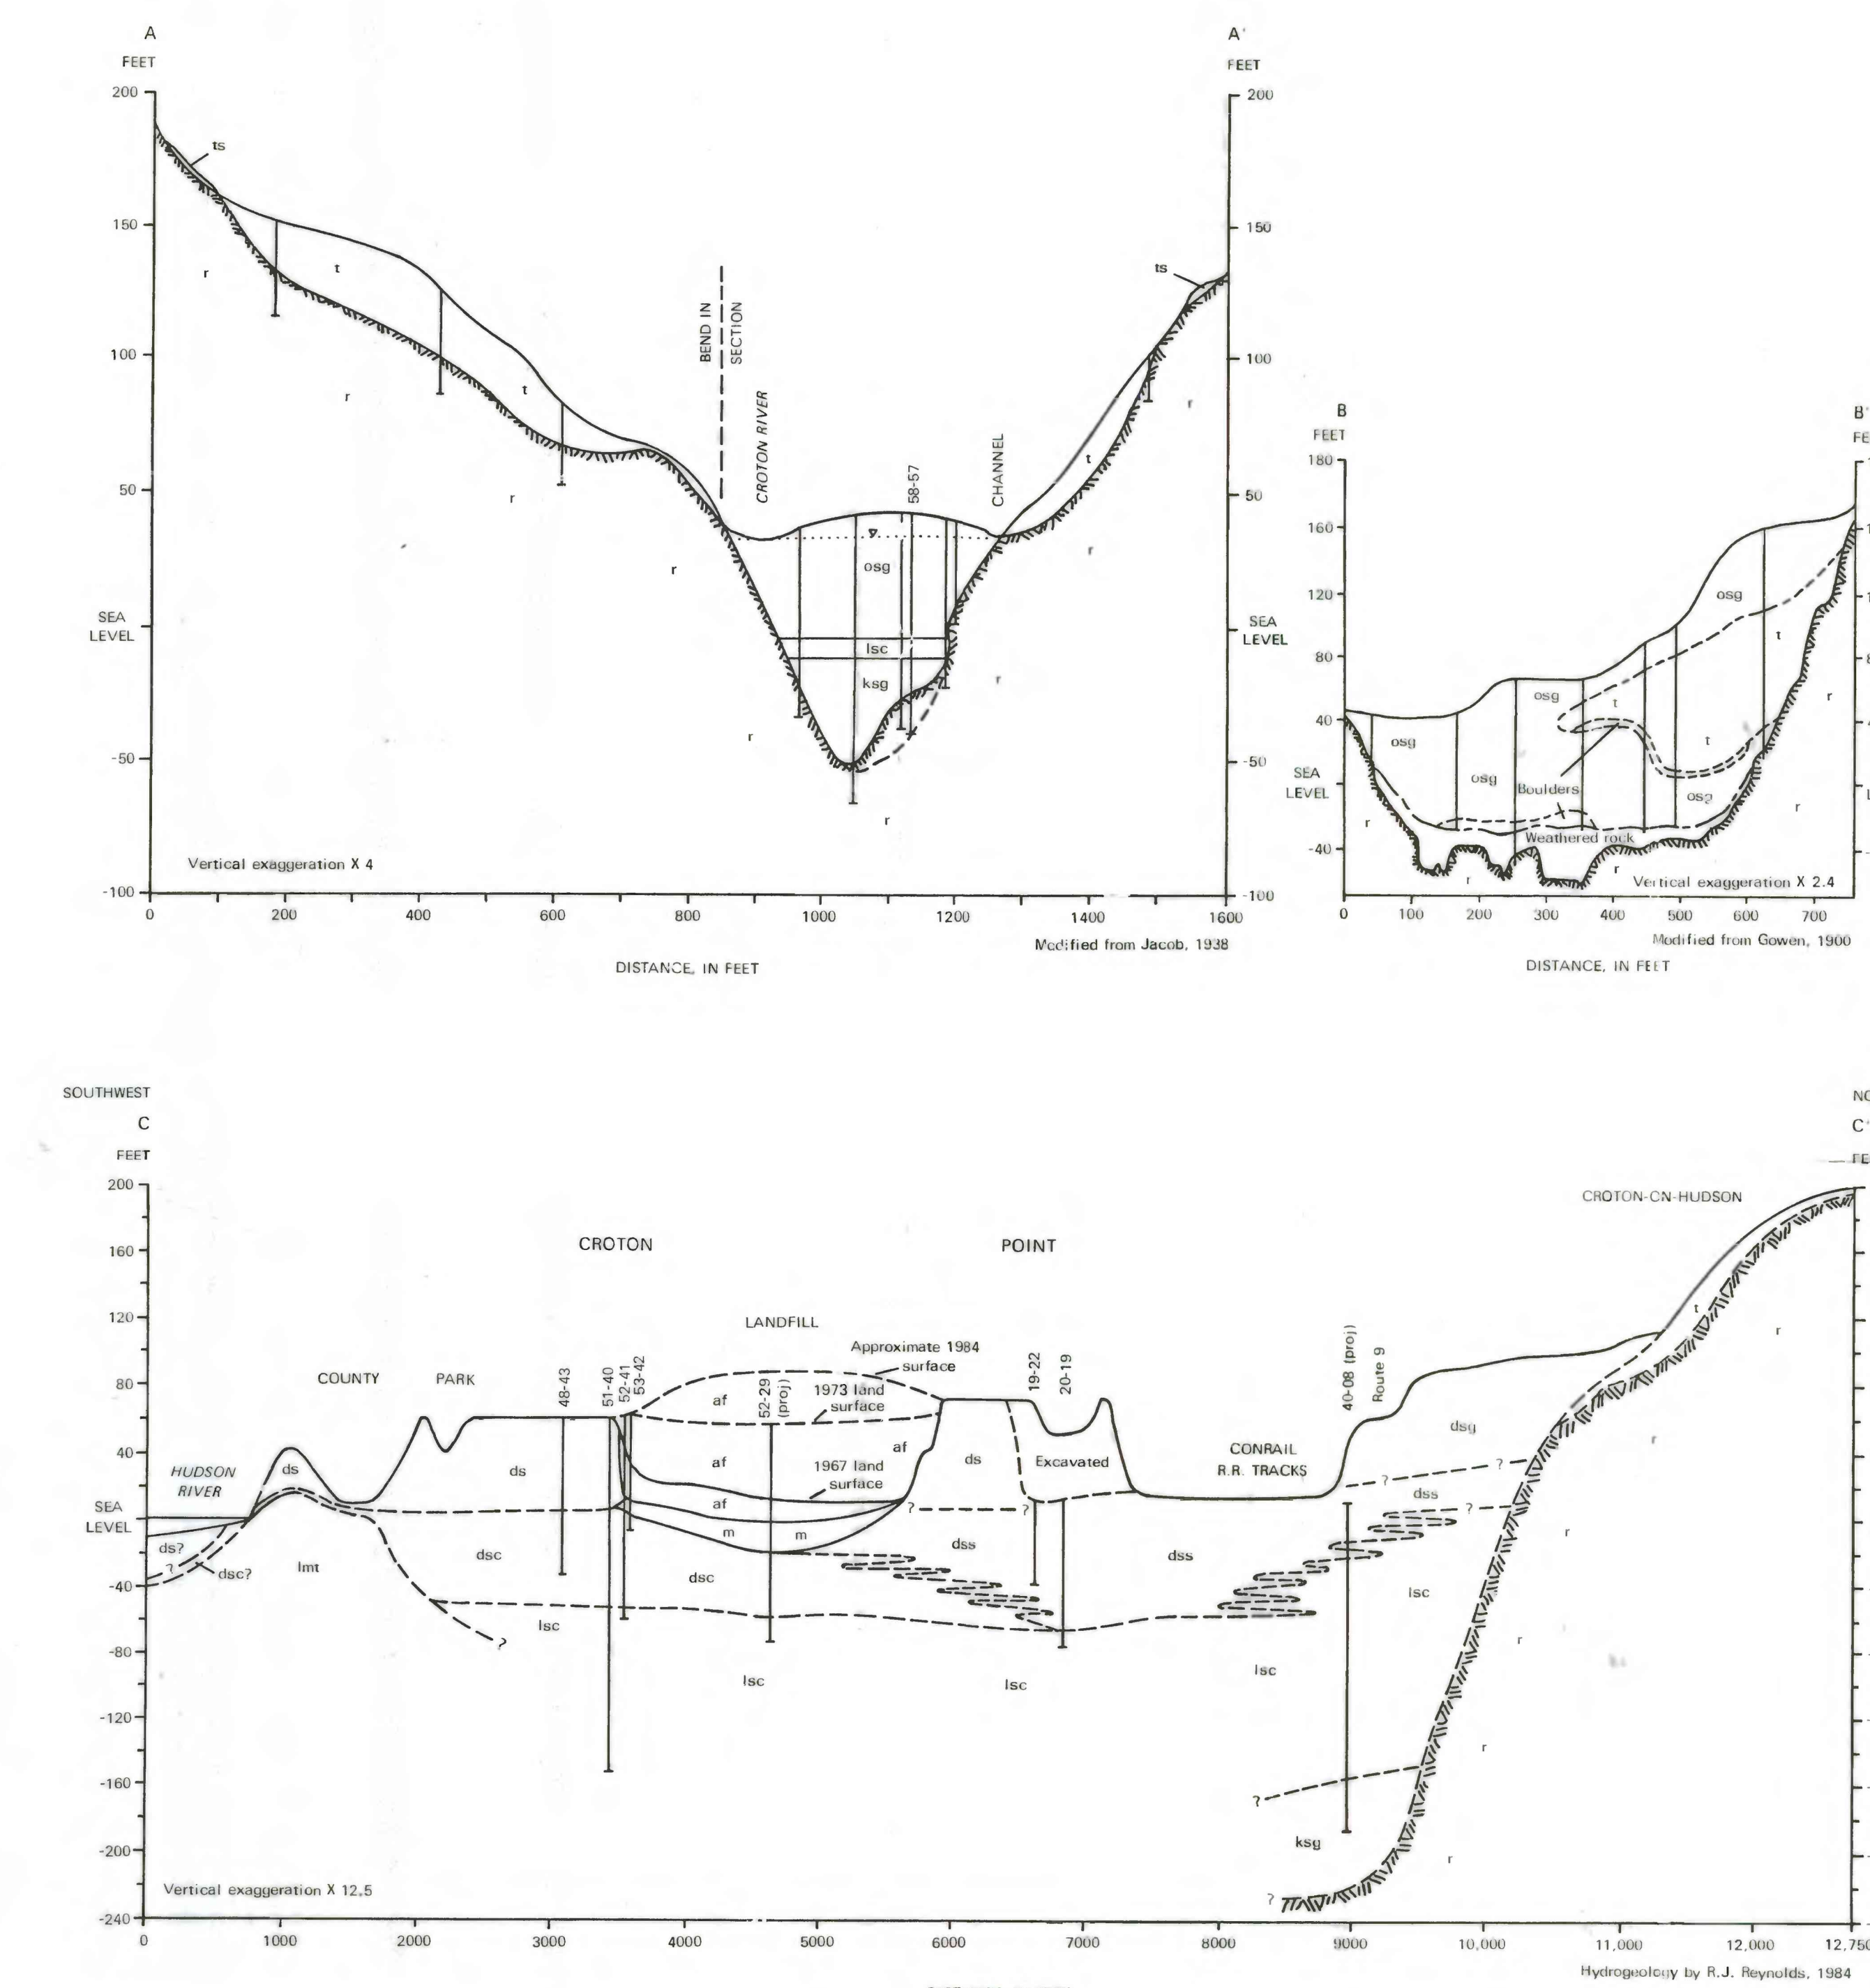 A
FEET
A'
FEET
200
150
100
50
SEA
LEVEL
-50
-100
200
150
100
50
SEA
LEVEL
-50
-100
ts
r
t
r
t
r
BEND IN
SECTION
CROTON RIVER
58-57
CHANNEL
r
osg
lsc
ksg
r
r
r
r
t
ts
r
Vertical exaggeration X 4
0 200 400 600 800 1000 1200 1400 1600
Modified from Jacob, 1938
DISTANCE, IN FEET
B
FEET
B'
FE
180
160
120
80
40
SEA
LEVEL
-40
osg
osg
osg
osg
t
t
t
osg
Boulders
Weathered rock
r
r
r
r
r
Vertical exaggeration X 2.4
0 100 200 300 400 500 600 700
Modified from Gowen, 1900
DISTANCE, IN FEET
SOUTHWEST
C
FEET
NO
C'
FE
200
160
120
80
40
SEA
LEVEL
-40
-80
-120
-160
-200
-240
CROTON POINT
CROTON-ON-HUDSON
LANDFILL
Approximate 1984
surface
1973 land
surface
1967 land
surface
COUNTY PARK
48-43
51-40
52-41
53-42
52-29
(proj)
19-22
20-19
40-08 (proj)
Route 9
HUDSON
RIVER
CONRAIL
R.R. TRACKS
Excavated
af
af
af
af
m
m
ds
ds
ds
ds?
?
dsc?
lmt
dsc
dsc
dss
dss
dss
dsg
? ?
? ?
?
?
lsc
lsc
lsc
lsc
lsc
?
ksg
?
t
r
r
r
r
r
r
Vertical exaggeration X 12.5
0 1000 2000 3000 4000 5000 6000 7000 8000 9000 10,000 11,000 12,000 12,750
Hydrogeology by R.J. Reynolds, 1984